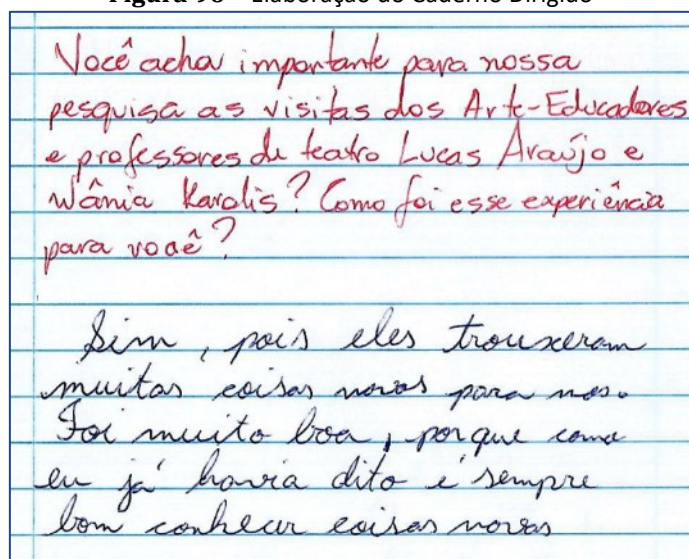 Figura 98 – Elaboração do Caderno Dirigido
Você acha importante para nossa
pesquisa as visitas dos Arte-Educadores
e professores de teatro Lucas Araújo e
Wânia Karolis? Como foi esse experiência
para você?
Sim, pois eles trouxeram
muitas coisas novas para nos.
Foi muito boa, porque como
eu já havia dito é sempre
bom conhecer coisas novas